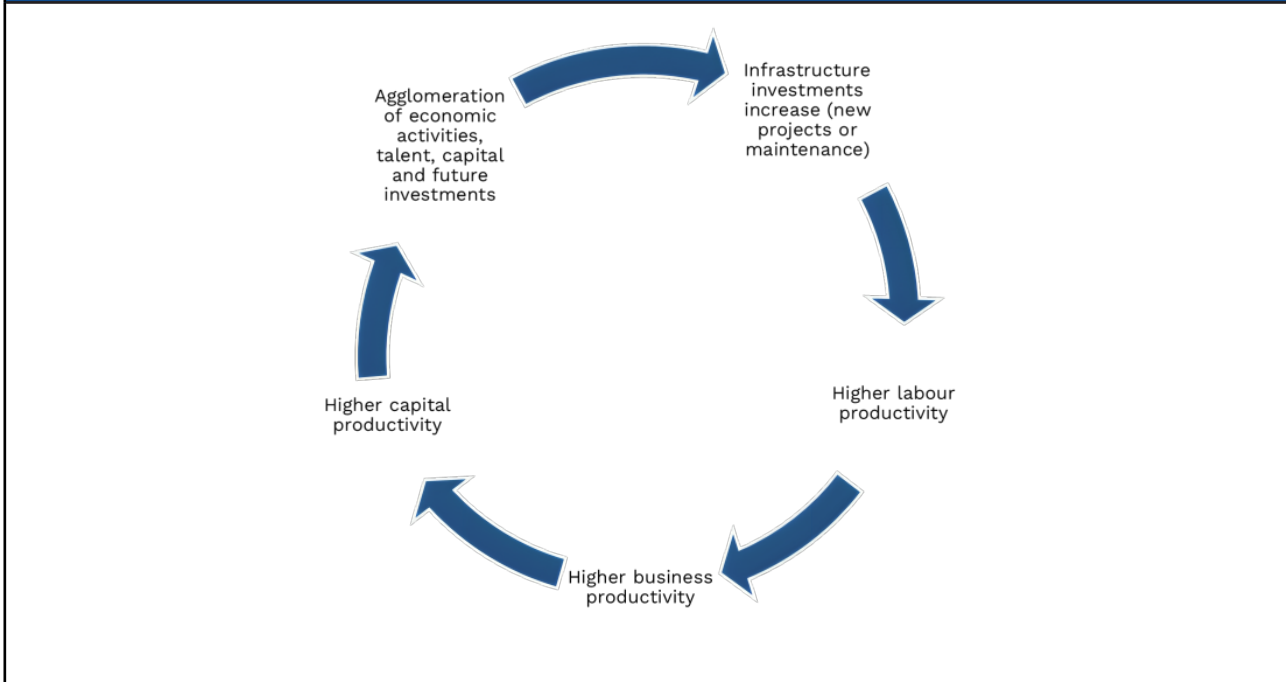 Infrastructure
investments
increase (new
projects or
maintenance)
Higher labour
productivity
Higher business
productivity
Higher capital
productivity
Agglomeration
of economic
activities,
talent, capital
and future
investments